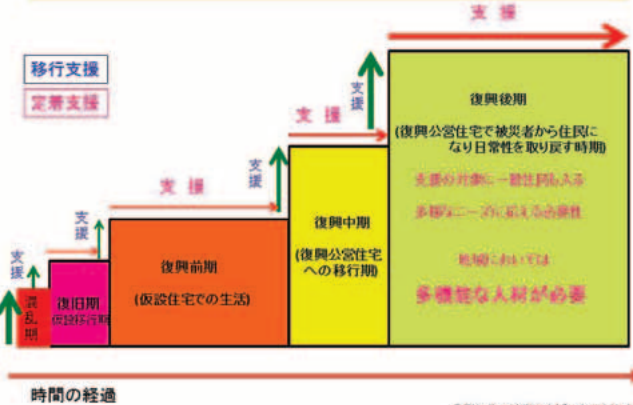 支援
移行支援
定着支援
支援
復興後期
(復興公営住宅で被災者から住民に
なり日常性を取り戻す時期)
支援の対象に一般住民も入る
多様なニーズに応える必要性
地域においては
多機能な人材が必要
支援
支援
復興中期
(復興公営住宅
への移行期)
支援
支援
復興前期
(仮設住宅での生活)
支援
復旧期
(仮設移行期)
支援
混乱期
時間の経過